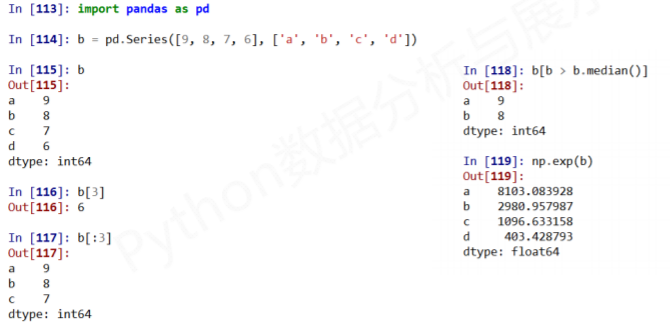 In [113]: import pandas as pd
In [114]: b = pd.Series([9, 8, 7, 6], ['a', 'b', 'c', 'd'])
In [115]: b
Out[115]:
a    9
b    8
c    7
d    6
dtype: int64
In [116]: b[3]
Out[116]: 6
In [117]: b[:3]
Out[117]:
a    9
b    8
c    7
dtype: int64
In [118]: b[b > b.median()]
Out[118]:
a    9
b    8
dtype: int64
In [119]: np.exp(b)
Out[119]:
a    8103.083928
b    2980.957987
c    1096.633158
d     403.428793
dtype: float64
Python数据分析与展示